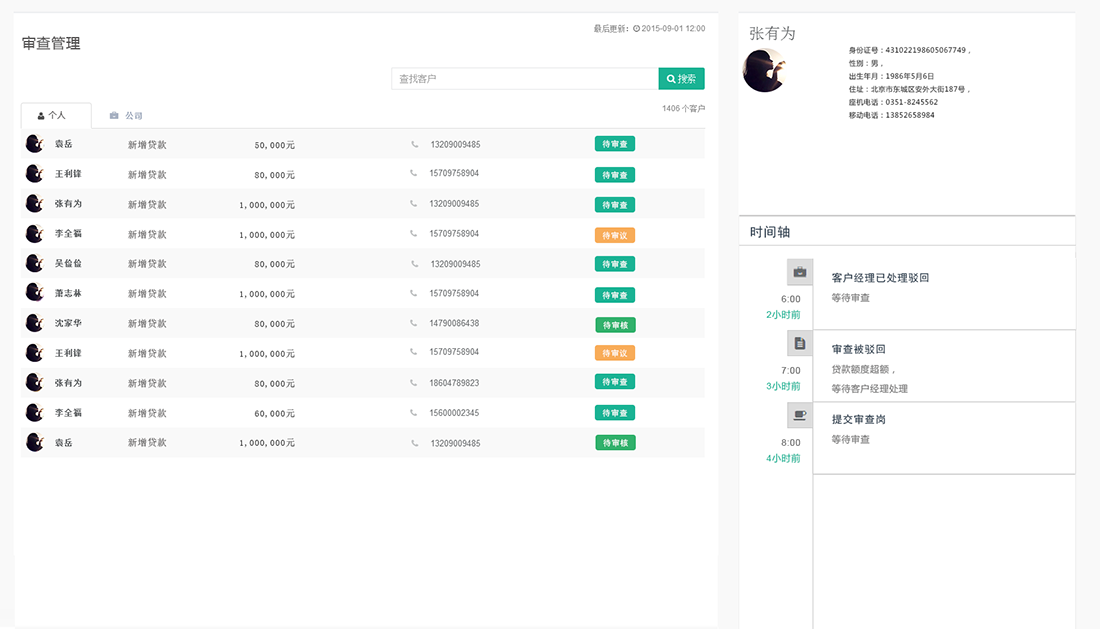 审查管理
最后更新: 2015-09-01 12:00
查找客户
搜索
个人
公司
1406 个客户
袁岳 新增贷款 80,000元 13209009485 待审查
王利锋 新增贷款 80,000元 15709758904 待审查
张有为 新增贷款 1,000,000元 13209009485 待审查
李全福 新增贷款 1,000,000元 15709758904 待审议
吴俭俭 新增贷款 80,000元 13209009485 待审查
萧志林 新增贷款 1,000,000元 15709758904 待审查
沈家华 新增贷款 80,000元 14790086438 待审核
王利锋 新增贷款 1,000,000元 15709758904 待审议
张有为 新增贷款 80,000元 18604789823 待审查
李全福 新增贷款 60,000元 15600002345 待审查
袁岳 新增贷款 1,000,000元 13209009485 待审核
张有为
身份证号：431022198605067749，
性别：男，
出生年月：1986年5月6日
住址：北京市东城区安外大街187号，
座机电话：0351-8245562
移动电话：13852658984
时间轴
客户经理已处理驳回
等待审查
6:00
2小时前
审查被驳回
贷款额度超额，
等待客户经理处理
7:00
3小时前
提交审查岗
等待审查
8:00
4小时前